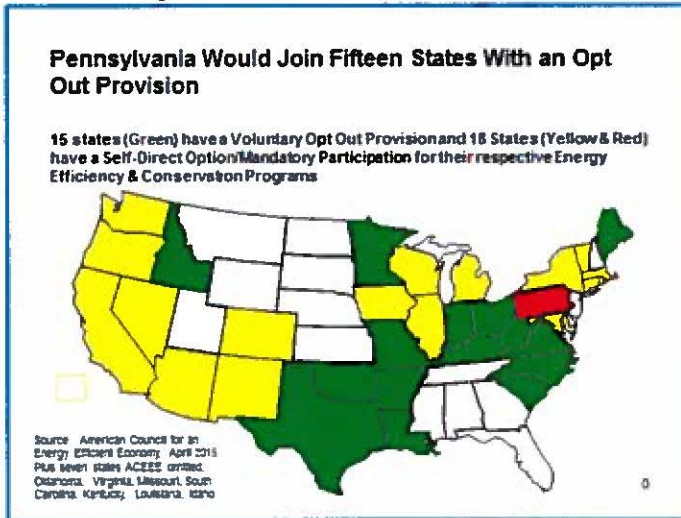 Pennsylvania Would Join Fifteen States With an Opt
Out Provision
15 states (Green) have a Voluntary Opt Out Provision and 16 States (Yellow & Red)
have a Self-Direct Option/Mandatory Participation for their respective Energy
Efficiency & Conservation Programs
Source: American Council for an
Energy Efficient Economy, April 2015
Plus seven states ACEEE omitted,
Oklahoma, Virginia, Missouri, South
Carolina, Kentucky, Louisiana, Idaho
0